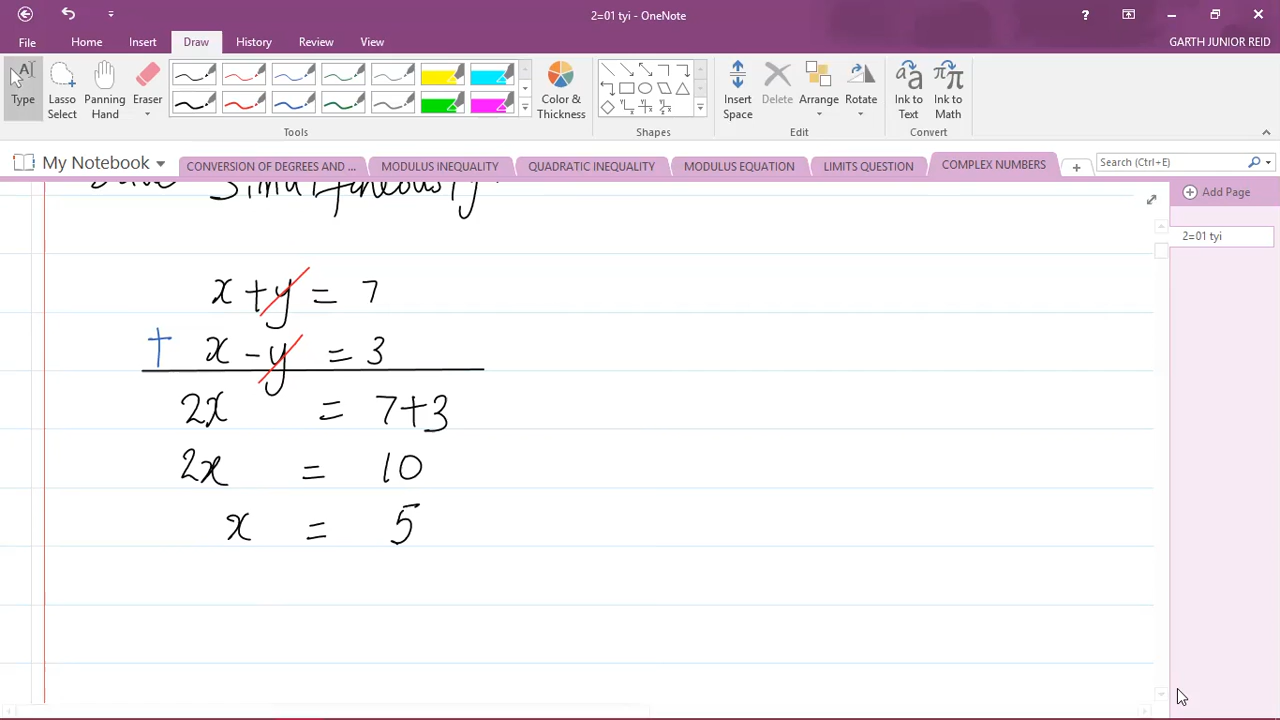 2=01 tyi - OneNote
?
GARTH JUNIOR REID
File Home Insert Draw History Review View
Type
Lasso Select
Panning Hand
Eraser
Color & Thickness
Insert Space
Delete
Arrange
Rotate
Ink to Text
Ink to Math
Tools
Shapes
Edit
Convert
My Notebook
CONVERSION OF DEGREES AND ...
MODULUS INEQUALITY
QUADRATIC INEQUALITY
MODULUS EQUATION
LIMITS QUESTION
COMPLEX NUMBERS
Search (Ctrl+E)
Add Page
2=01 tyi
Simultaneously.
x + y = 7
+ x - y = 3
2x = 7+3
2x = 10
x = 5